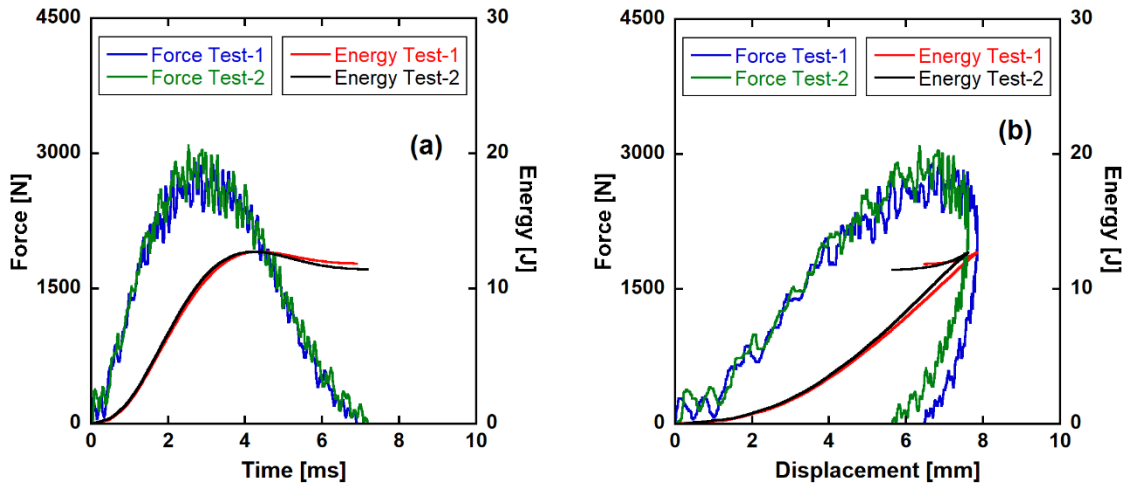 4500
30
Force Test-1
Energy Test-1
Force Test-2
Energy Test-2
(a)
3000
20
Force [N]
Energy [J]
1500
10
0
0
0 2 4 6 8 10
Time [ms]
4500
30
Force Test-1
Energy Test-1
Force Test-2
Energy Test-2
(b)
3000
20
Force [N]
Energy [J]
1500
10
0
0
0 2 4 6 8 10
Displacement [mm]